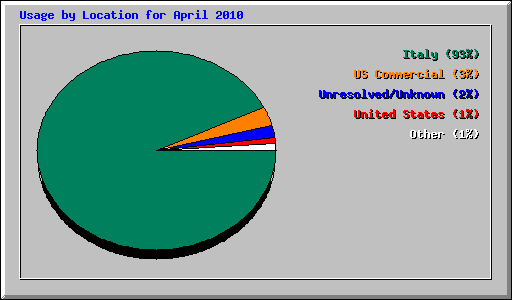 Usage by Location for April 2010
Italy (93%)
US Commercial (3%)
Unresolved/Unknown (2%)
United States (1%)
Other (1%)